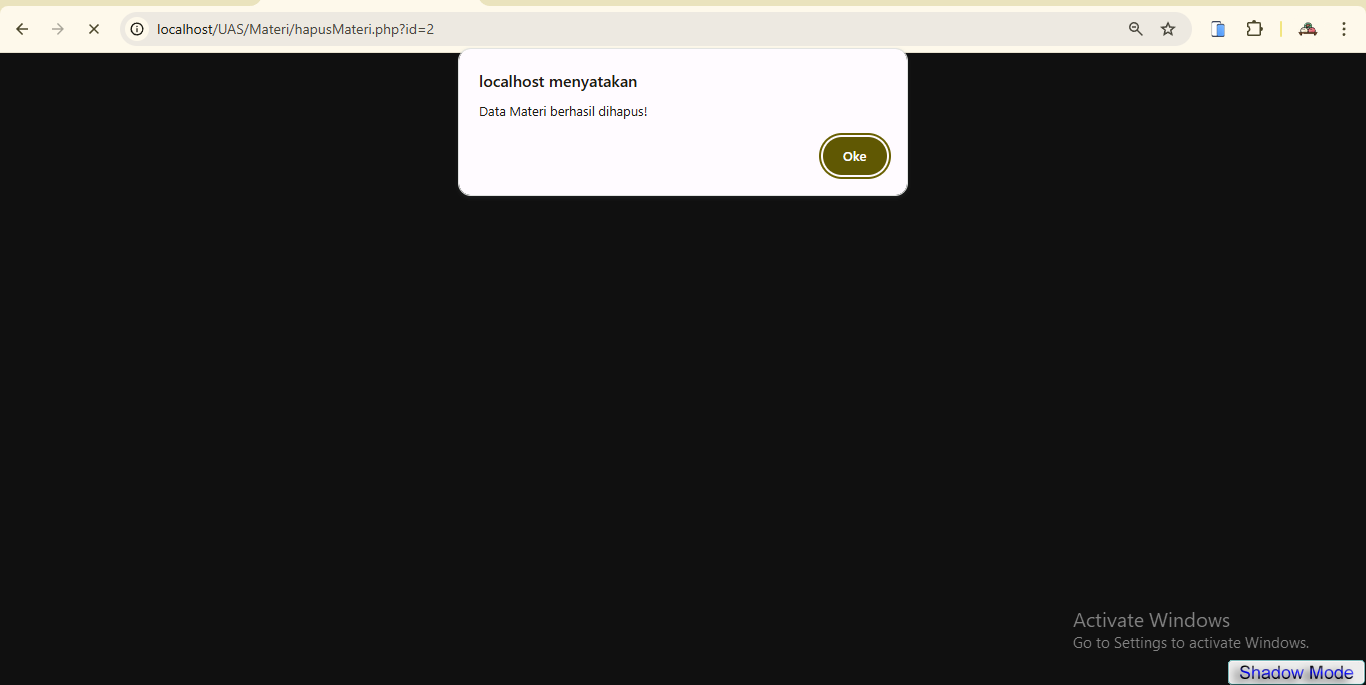 localhost/UAS/Materi/hapusMateri.php?id=2
localhost menyatakan
Data Materi berhasil dihapus!
Oke
Activate Windows
Go to Settings to activate Windows.
Shadow Mode